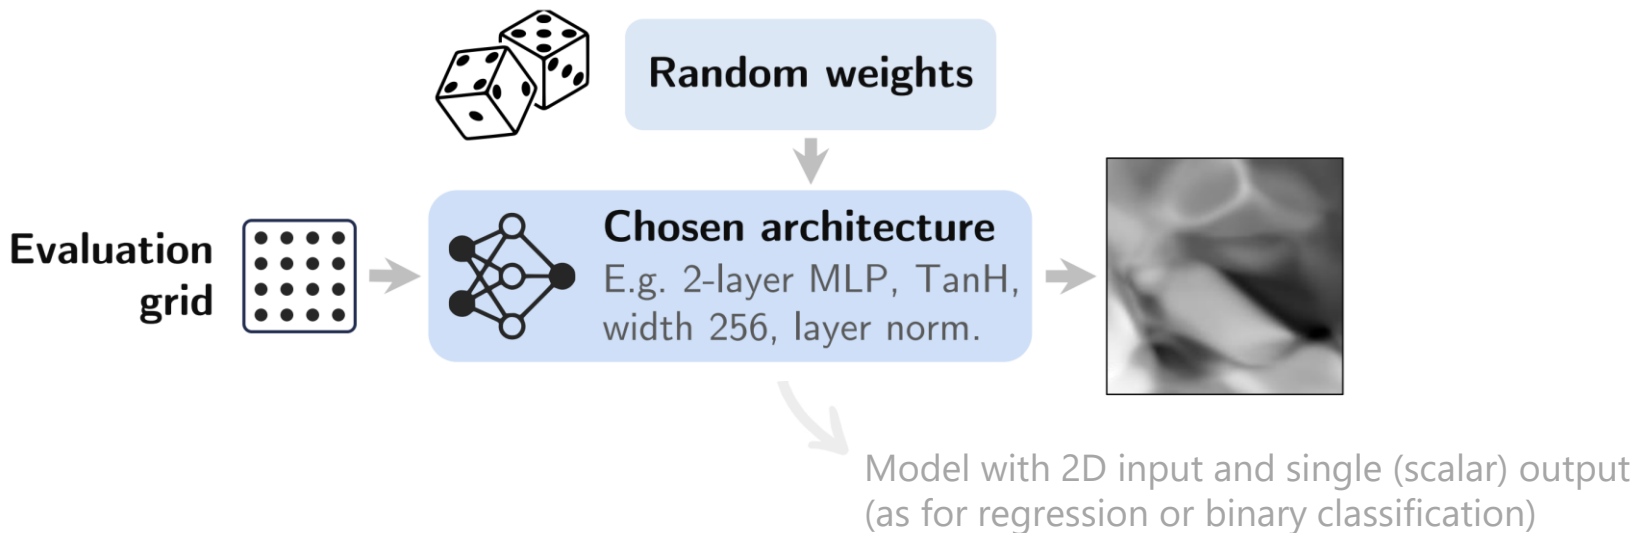 Random weights
Evaluation
grid
Chosen architecture
E.g. 2-layer MLP, TanH,
width 256, layer norm.
Model with 2D input and single (scalar) output
(as for regression or binary classification)